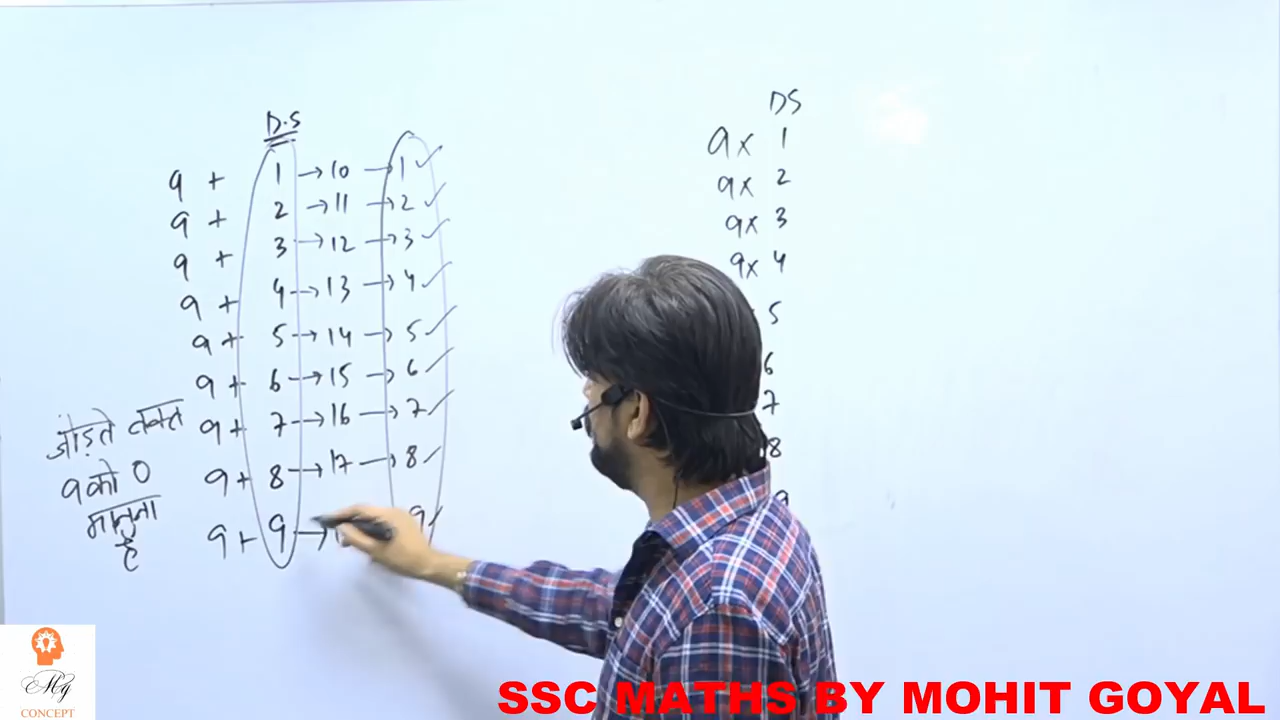 D.S
9 + 1 → 10 → 1 ✓
9 + 2 → 11 → 2 ✓
9 + 3 → 12 → 3 ✓
9 + 4 → 13 → 4 ✓
9 + 5 → 14 → 5 ✓
9 + 6 → 15 → 6 ✓
9 + 7 → 16 → 7 ✓
9 + 8 → 17 → 8 ✓
9 + 9 → 1 9 ✓
जोड़ते वक्त
9 को 0
मानना
है
DS
9 x 1
9 x 2
9 x 3
9 x 4
5
6
7
8
9
Mg
CONCEPT
SSC MATHS BY MOHIT GOYAL